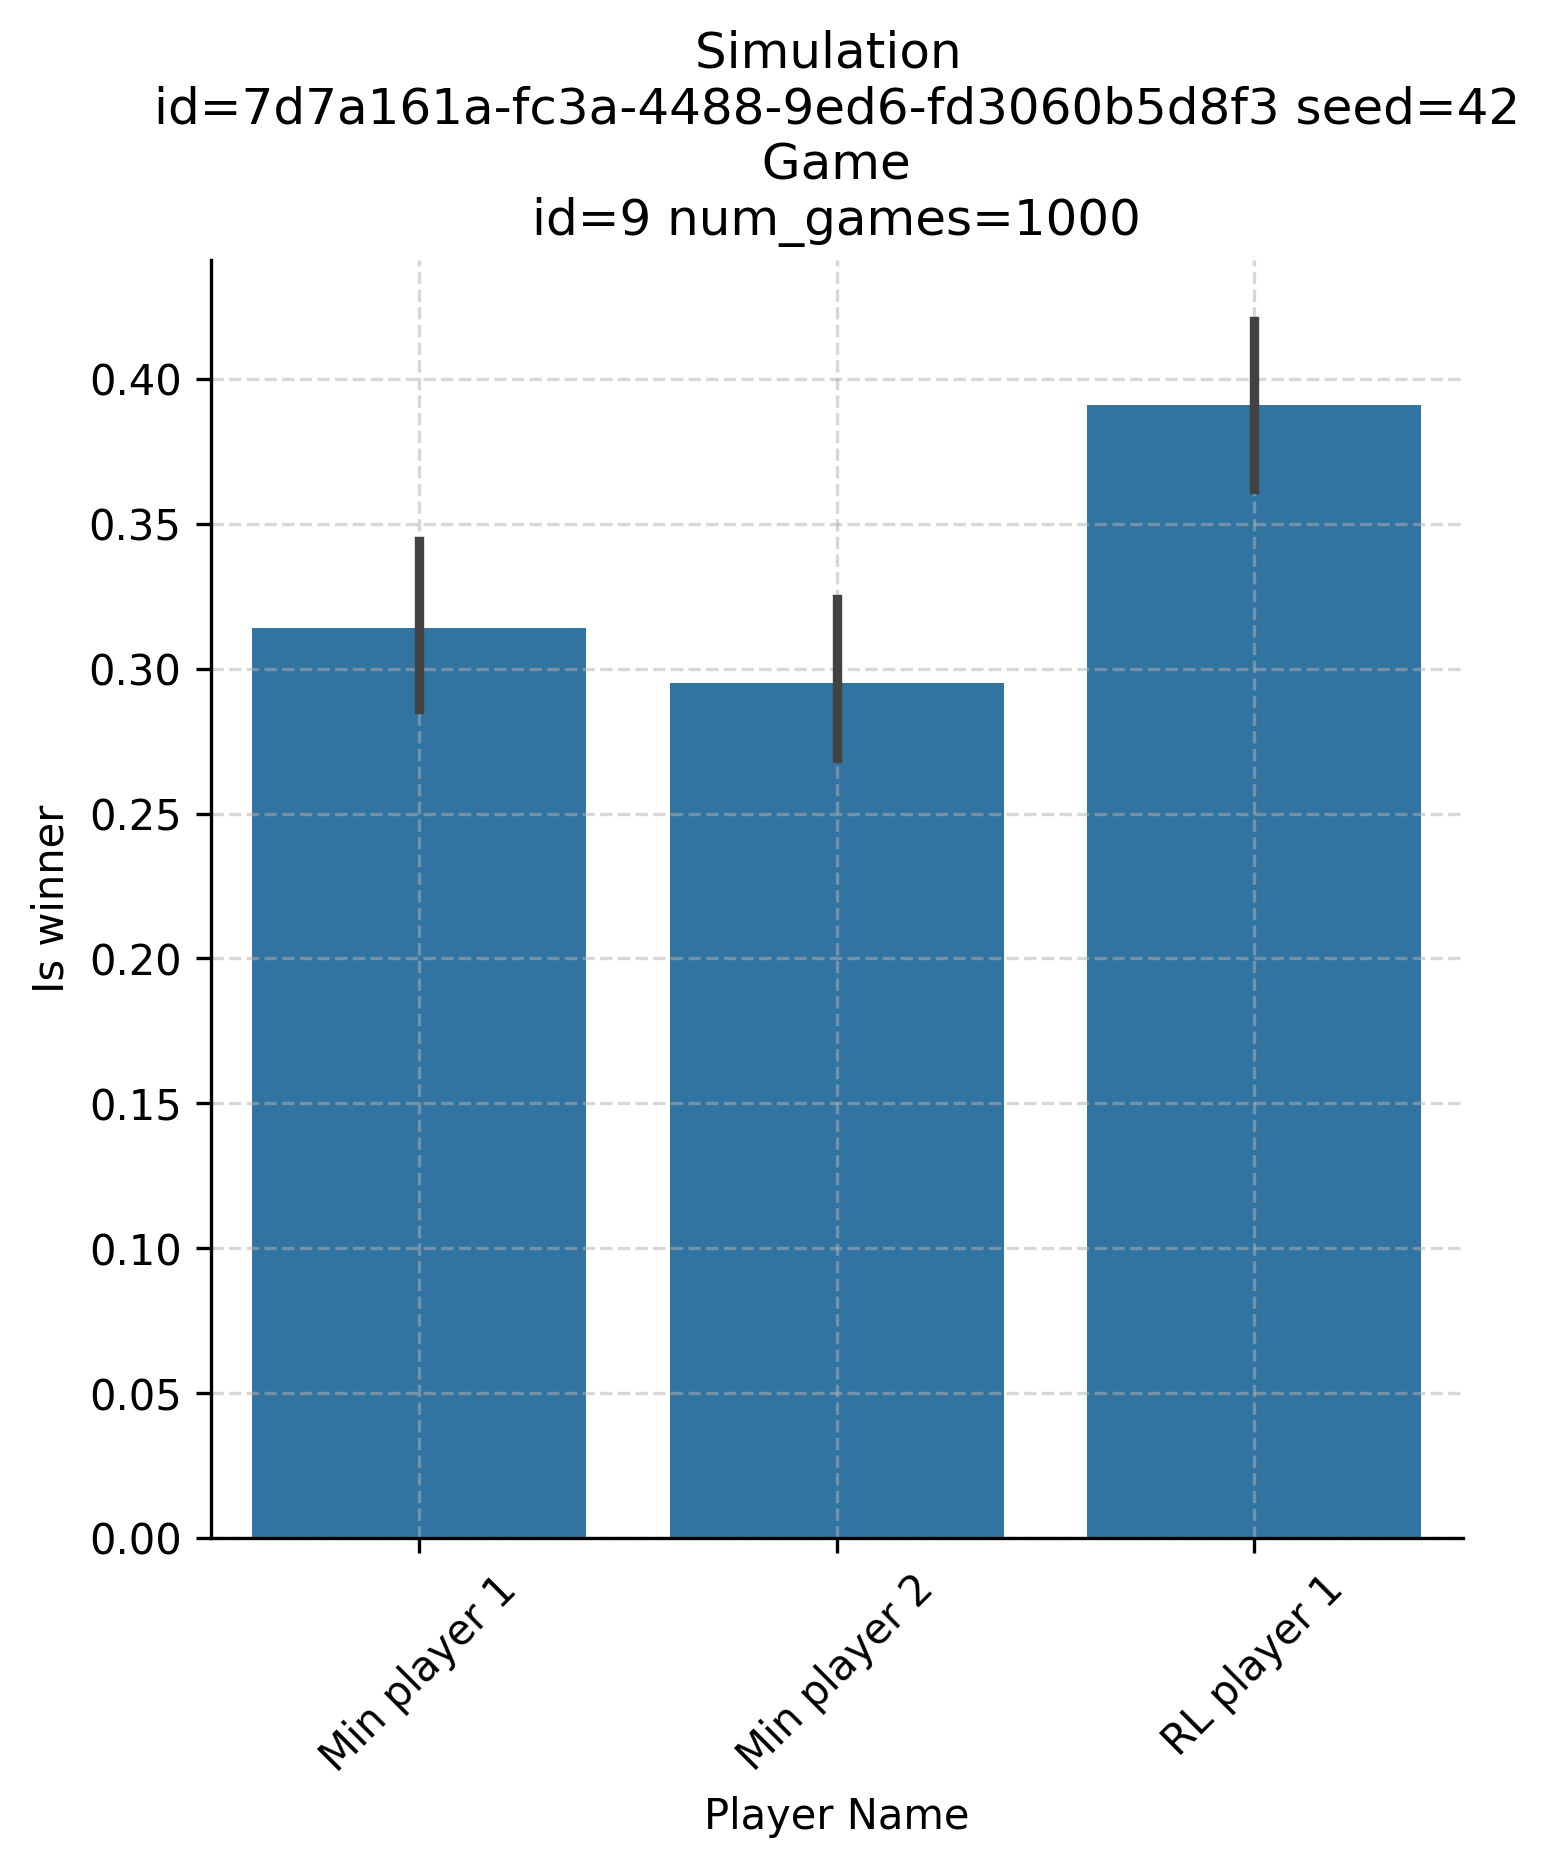 Simulation
id=7d7a161a-fc3a-4488-9ed6-fd3060b5d8f3 seed=42
Game
id=9 num_games=1000
Is winner
0.40
0.35
0.30
0.25
0.20
0.15
0.10
0.05
0.00
Min player 1
Min player 2
RL player 1
Player Name